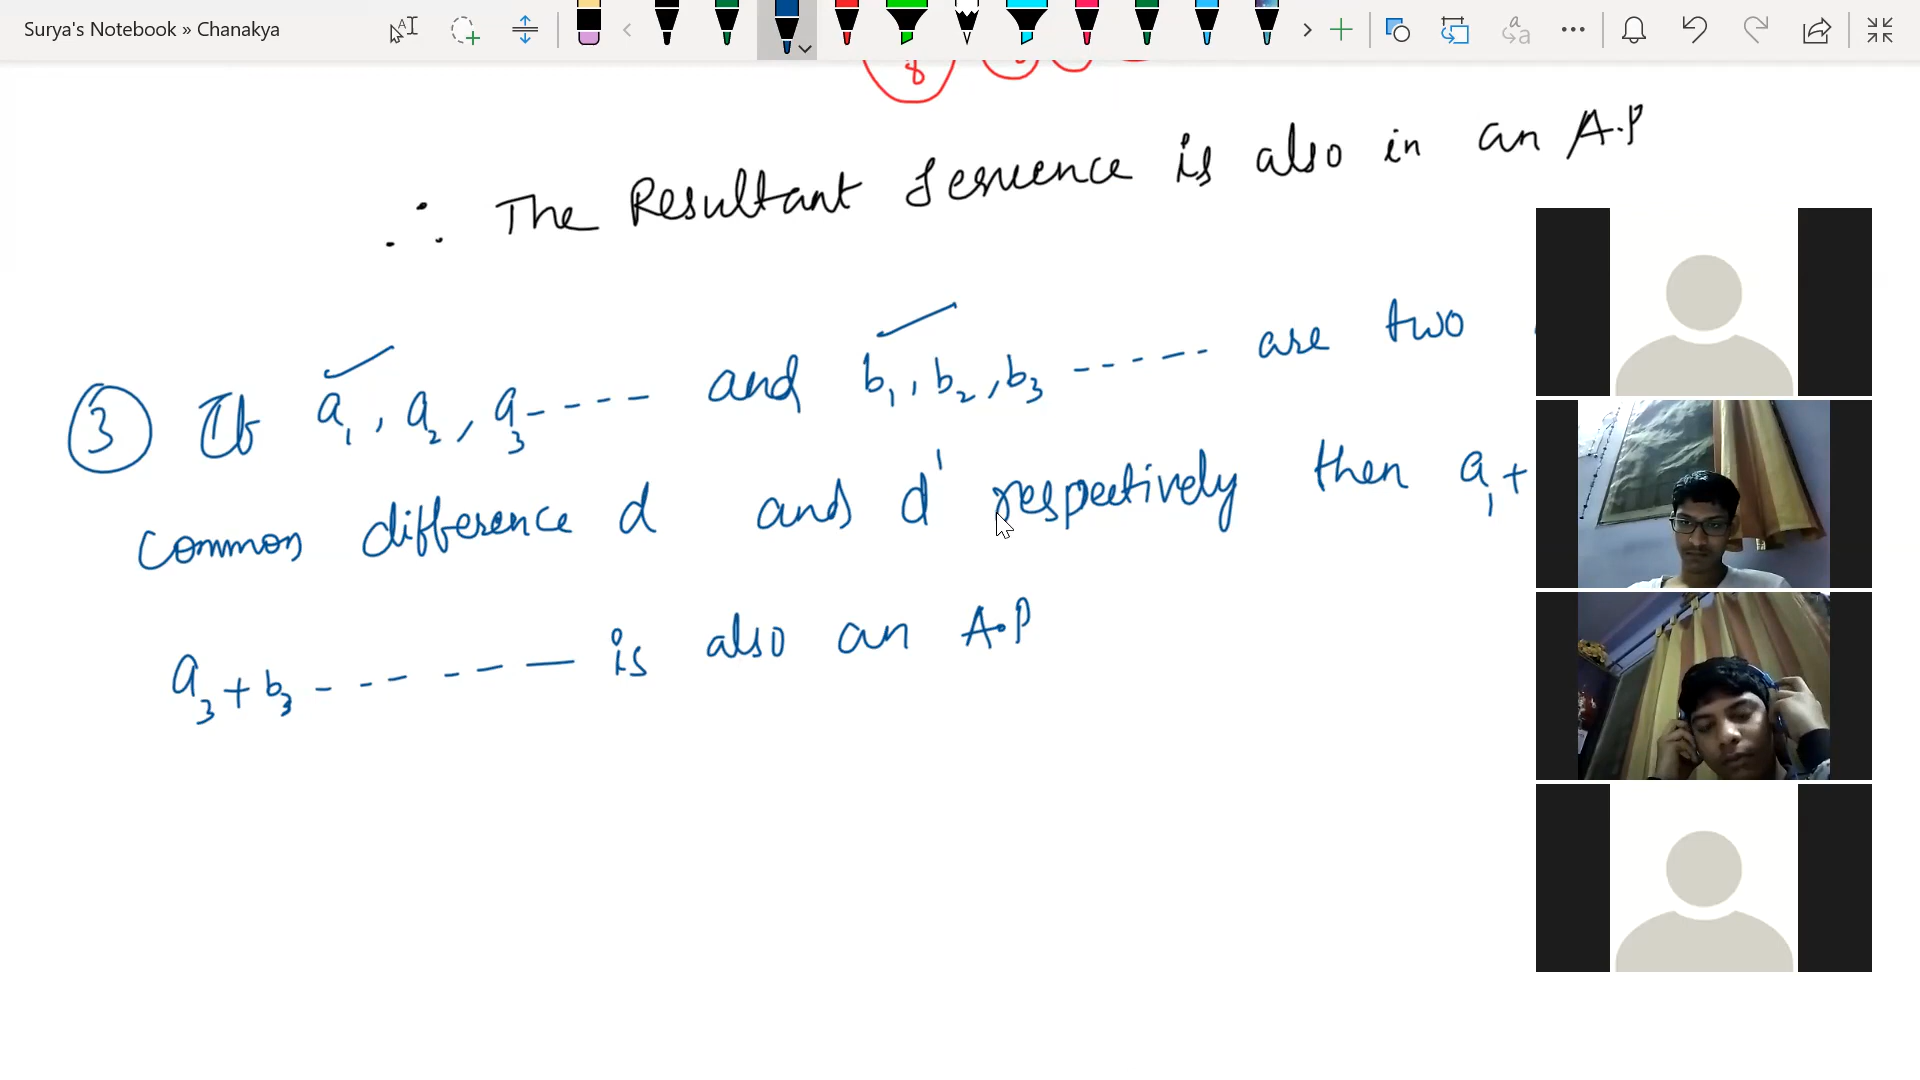 Surya's Notebook » Chanakya
8
∴ The Resultant Sequence is also in an A.P
③ If a₁, a₂, a₃ ---- and b₁, b₂, b₃ ------ are two
common difference d and d' respectively then a₁ +
a₃ + b₃ - - - - - - — is also an A.P